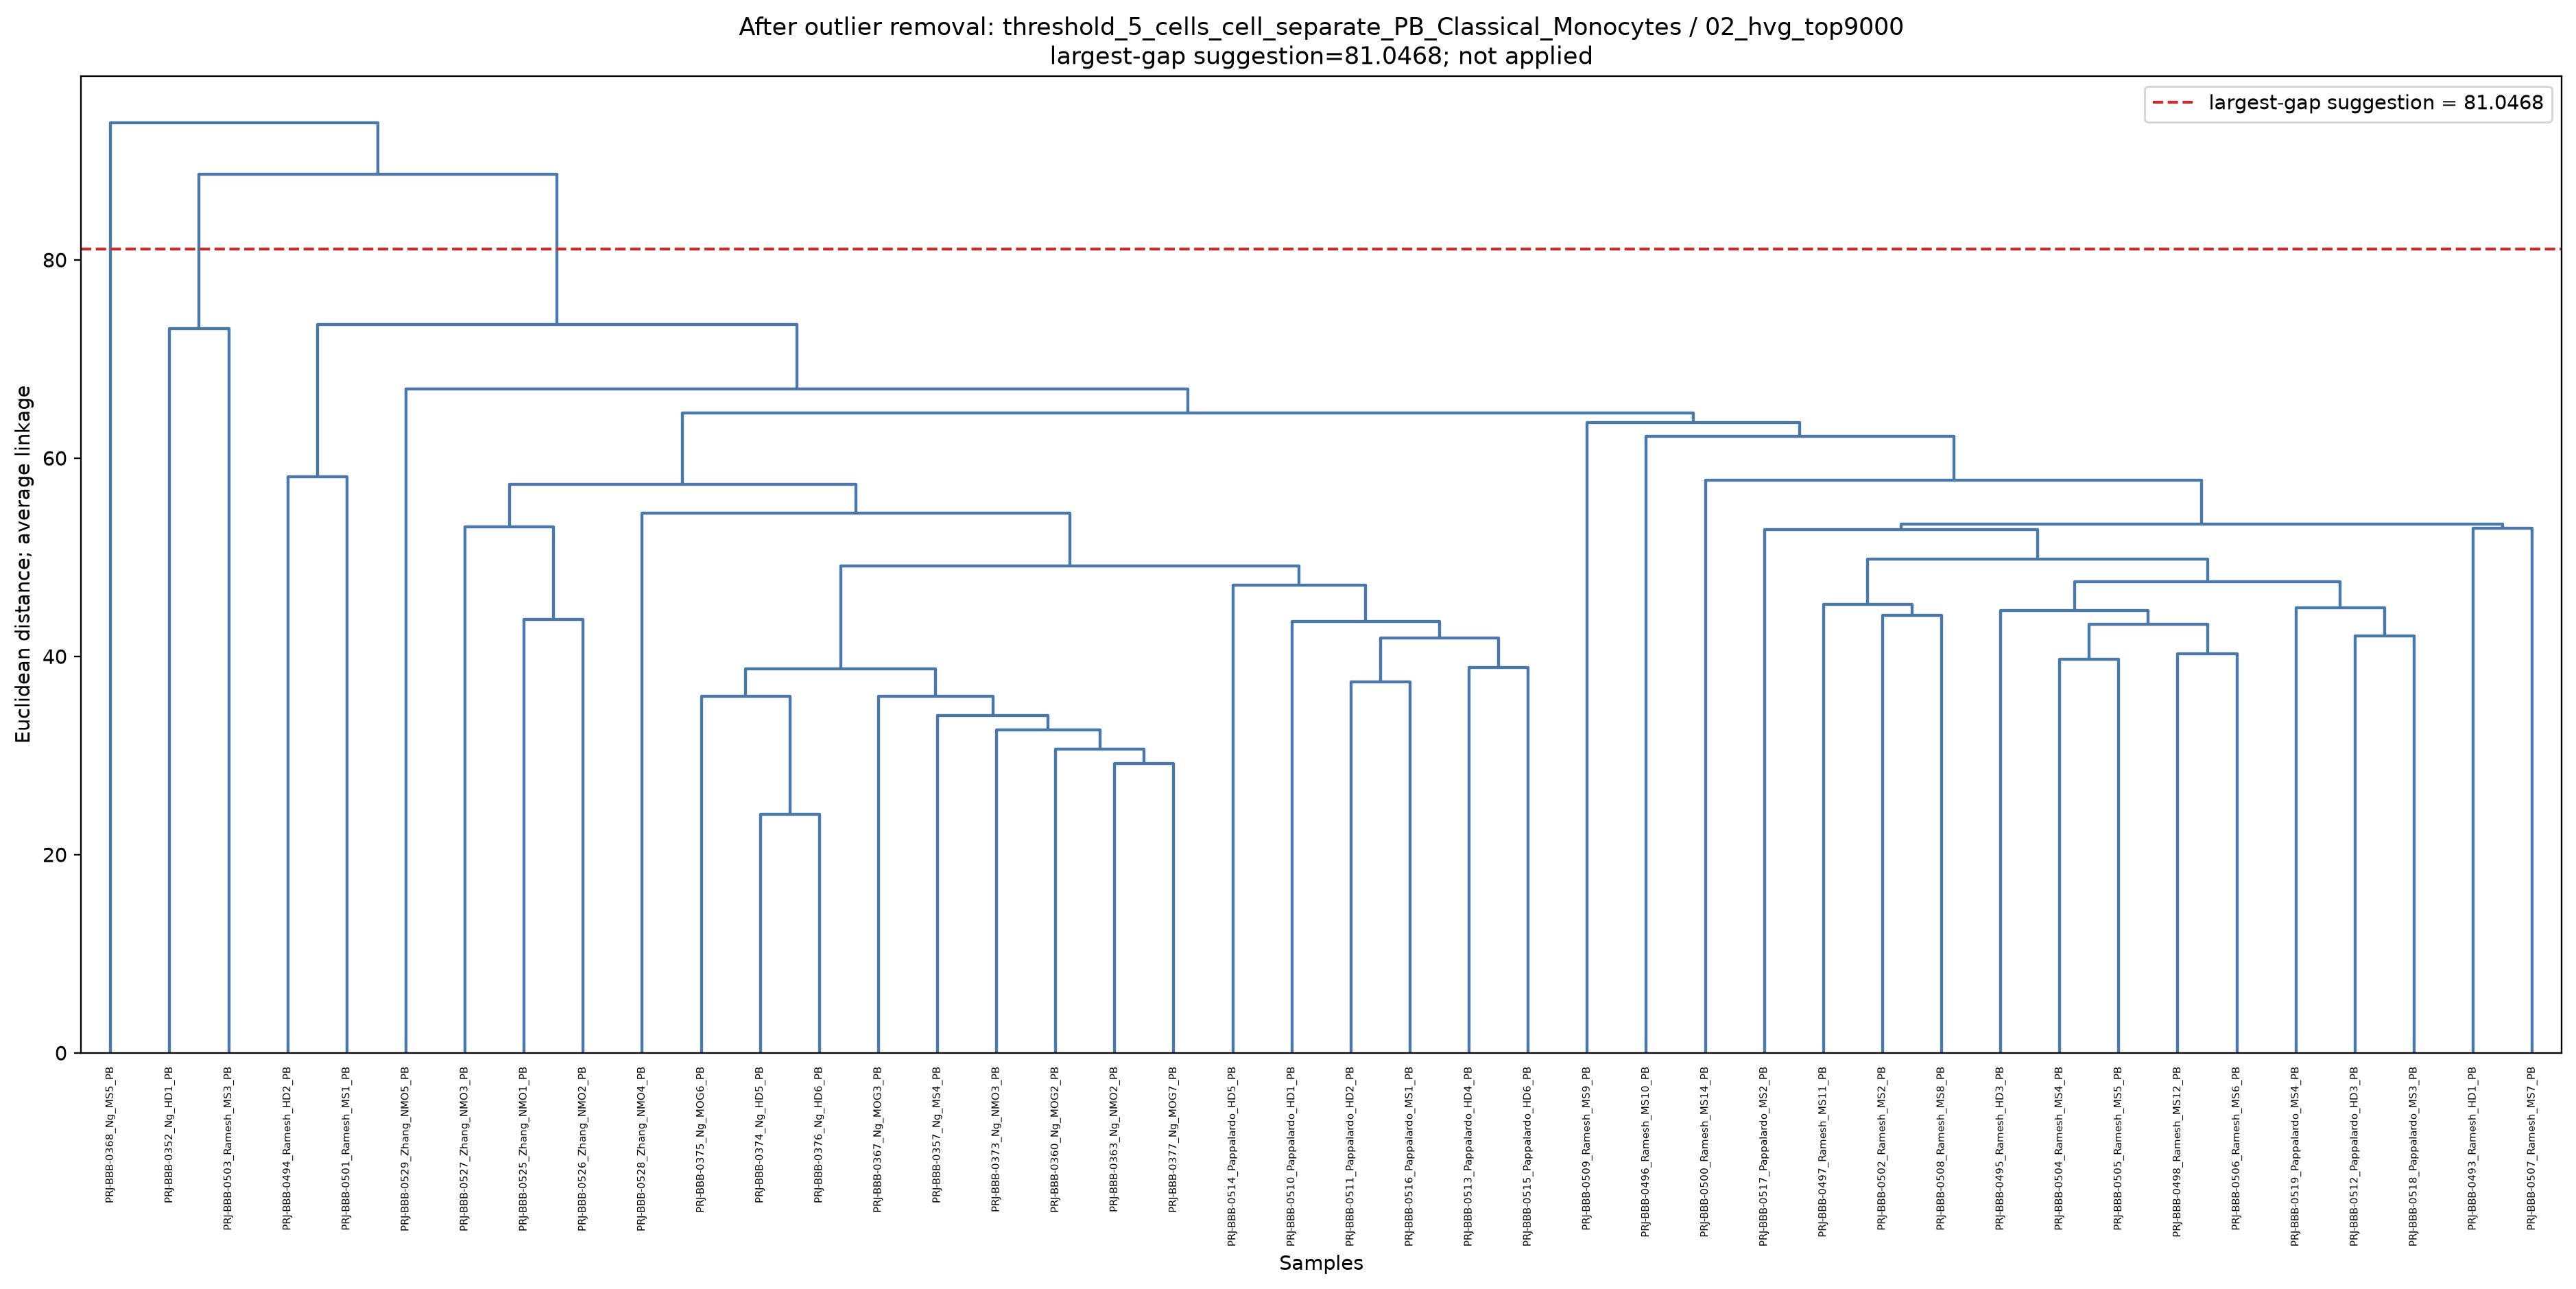 After outlier removal: threshold_5_cells_cell_separate_PB_Classical_Monocytes / 02_hvg_top9000
largest-gap suggestion=81.0468; not applied
largest-gap suggestion = 81.0468
Euclidean distance; average linkage
80
60
40
20
0
PRJ-BBB-0368_Ng_MS5_PB
PRJ-BBB-0352_Ng_HD1_PB
PRJ-BBB-0503_Ramesh_MS3_PB
PRJ-BBB-0494_Ramesh_HD2_PB
PRJ-BBB-0501_Ramesh_MS1_PB
PRJ-BBB-0529_Zhang_NMO5_PB
PRJ-BBB-0527_Zhang_NMO3_PB
PRJ-BBB-0525_Zhang_NMO1_PB
PRJ-BBB-0526_Zhang_NMO2_PB
PRJ-BBB-0528_Zhang_NMO4_PB
PRJ-BBB-0375_Ng_MOG6_PB
PRJ-BBB-0374_Ng_HD5_PB
PRJ-BBB-0376_Ng_HD6_PB
PRJ-BBB-0367_Ng_MOG3_PB
PRJ-BBB-0357_Ng_MS4_PB
PRJ-BBB-0373_Ng_NMO3_PB
PRJ-BBB-0360_Ng_MOG2_PB
PRJ-BBB-0363_Ng_NMO2_PB
PRJ-BBB-0377_Ng_MOG7_PB
PRJ-BBB-0514_Pappalardo_HD5_PB
PRJ-BBB-0510_Pappalardo_HD1_PB
PRJ-BBB-0511_Pappalardo_HD2_PB
PRJ-BBB-0516_Pappalardo_MS1_PB
PRJ-BBB-0513_Pappalardo_HD4_PB
PRJ-BBB-0515_Pappalardo_HD6_PB
PRJ-BBB-0509_Ramesh_MS9_PB
PRJ-BBB-0496_Ramesh_MS10_PB
PRJ-BBB-0500_Ramesh_MS14_PB
PRJ-BBB-0517_Pappalardo_MS2_PB
PRJ-BBB-0497_Ramesh_MS11_PB
PRJ-BBB-0502_Ramesh_MS2_PB
PRJ-BBB-0508_Ramesh_MS8_PB
PRJ-BBB-0495_Ramesh_HD3_PB
PRJ-BBB-0504_Ramesh_MS4_PB
PRJ-BBB-0505_Ramesh_MS5_PB
PRJ-BBB-0498_Ramesh_MS12_PB
PRJ-BBB-0506_Ramesh_MS6_PB
PRJ-BBB-0519_Pappalardo_MS4_PB
PRJ-BBB-0512_Pappalardo_HD3_PB
PRJ-BBB-0518_Pappalardo_MS3_PB
PRJ-BBB-0493_Ramesh_HD1_PB
PRJ-BBB-0507_Ramesh_MS7_PB
Samples